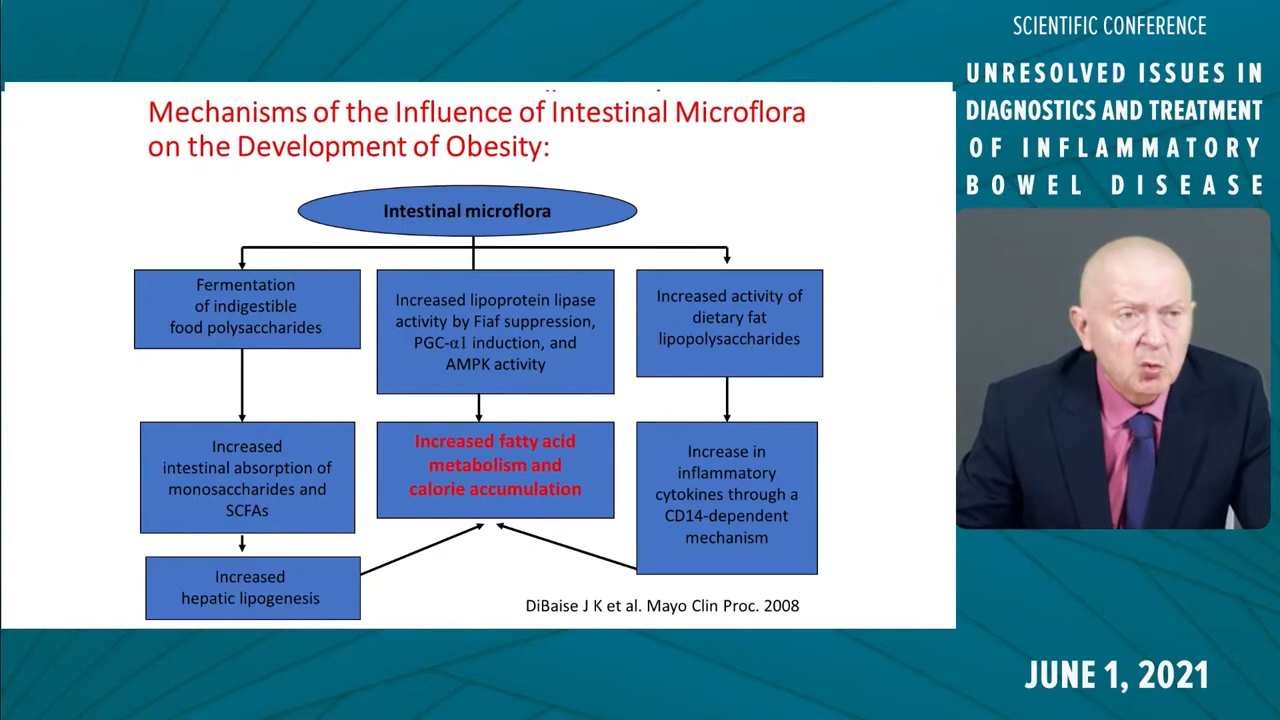 SCIENTIFIC CONFERENCE
UNRESOLVED ISSUES IN
DIAGNOSTICS AND TREATMENT
OF INFLAMMATORY
BOWEL DISEASE
Mechanisms of the Influence of Intestinal Microflora
on the Development of Obesity:
Intestinal microflora
Fermentation
of indigestible
food polysaccharides
Increased lipoprotein lipase
activity by Fiaf suppression,
PGC-α1 induction, and
AMPK activity
Increased activity of
dietary fat
lipopolysaccharides
Increased
intestinal absorption of
monosaccharides and
SCFAs
Increased fatty acid
metabolism and
calorie accumulation
Increase in
inflammatory
cytokines through a
CD14-dependent
mechanism
Increased
hepatic lipogenesis
DiBaise J K et al. Mayo Clin Proc. 2008
JUNE 1, 2021